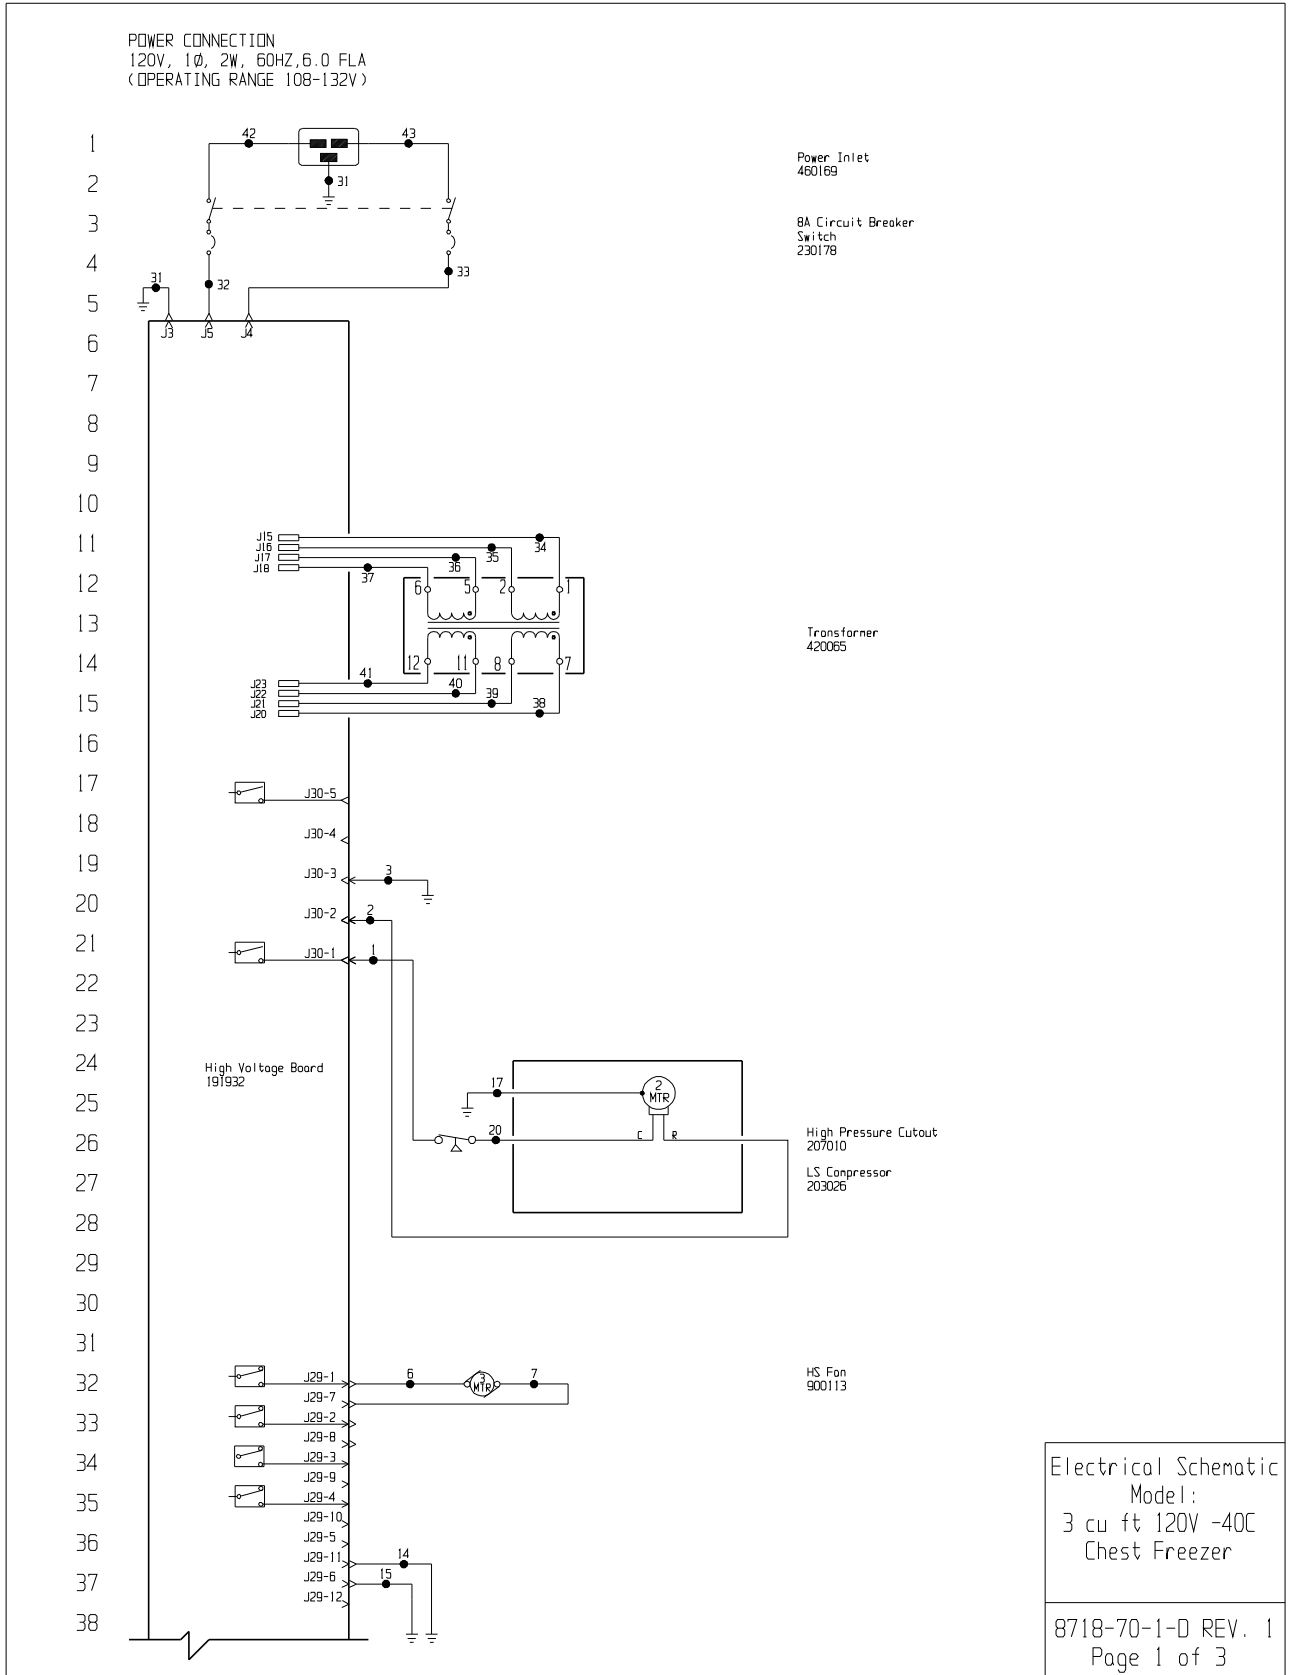 POWER CONNECTION
120V, 1Ø, 2W, 60HZ,6.0 FLA
(OPERATING RANGE 108-132V)
1
42
43
Power Inlet
460169
2
31
3
8A Circuit Breaker
Switch
230178
4
31
32
33
5
J3
J5
J4
6
7
8
9
10
11
J15
J16
J17
J18
34
35
36
37
12
6
5
2
1
13
Transformer
420065
14
12
11
8
7
J23
J22
J21
J20
41
40
39
38
15
16
17
J30-5
18
J30-4
19
J30-3
3
20
J30-2
2
21
J30-1
1
22
23
24
High Voltage Board
191932
17
2
MTR
25
26
20
C
R
High Pressure Cutout
207010
27
LS Compressor
203026
28
29
30
31
32
J29-1
6
3
MTR
7
HS Fan
900113
J29-7
33
J29-2
J29-8
34
J29-3
J29-9
35
J29-4
J29-10
36
J29-5
J29-11
14
37
J29-6
15
J29-12
38
Electrical Schematic
Model:
3 cu ft 120V -40C
Chest Freezer
8718-70-1-D REV. 1
Page 1 of 3